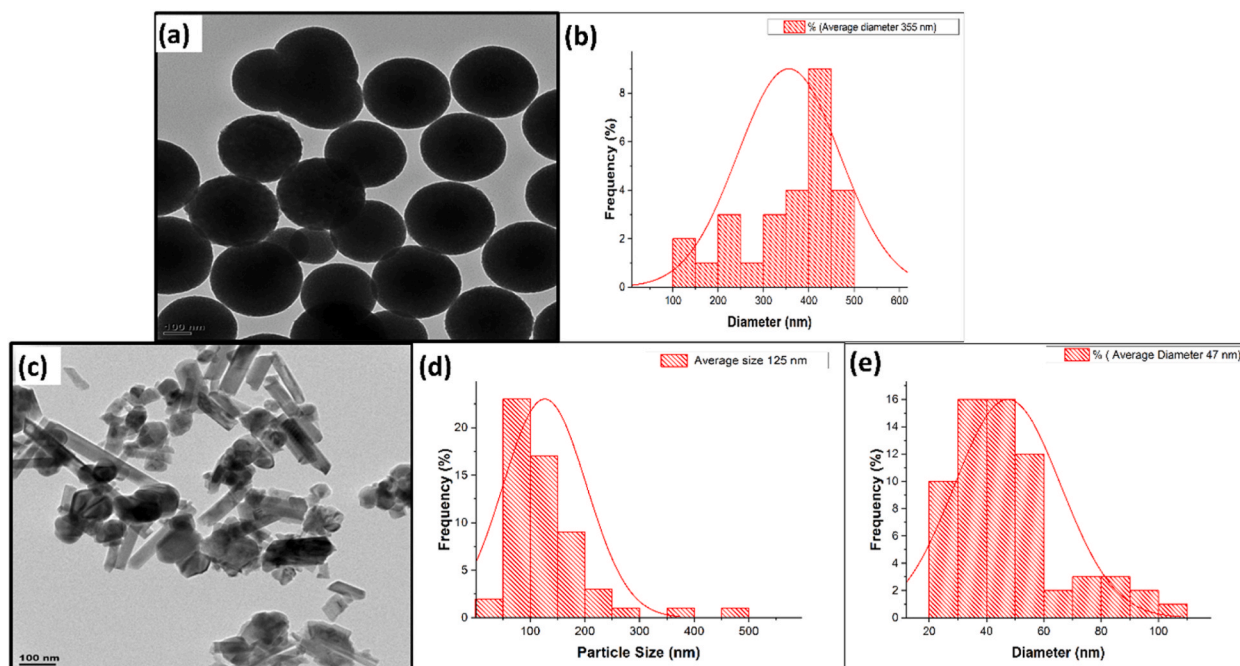 (a)
100 nm
(b)
% (Average diameter 355 nm)
Frequency (%)
8
6
4
2
0
100 200 300 400 500 600
Diameter (nm)
(c)
100 nm
(d)
Average size 125 nm
Frequency (%)
20
15
10
5
0
100 200 300 400 500
Particle Size (nm)
(e)
% ( Average Diameter 47 nm)
Frequency (%)
16
14
12
10
8
6
4
2
0
20 40 60 80 100
Diameter (nm)